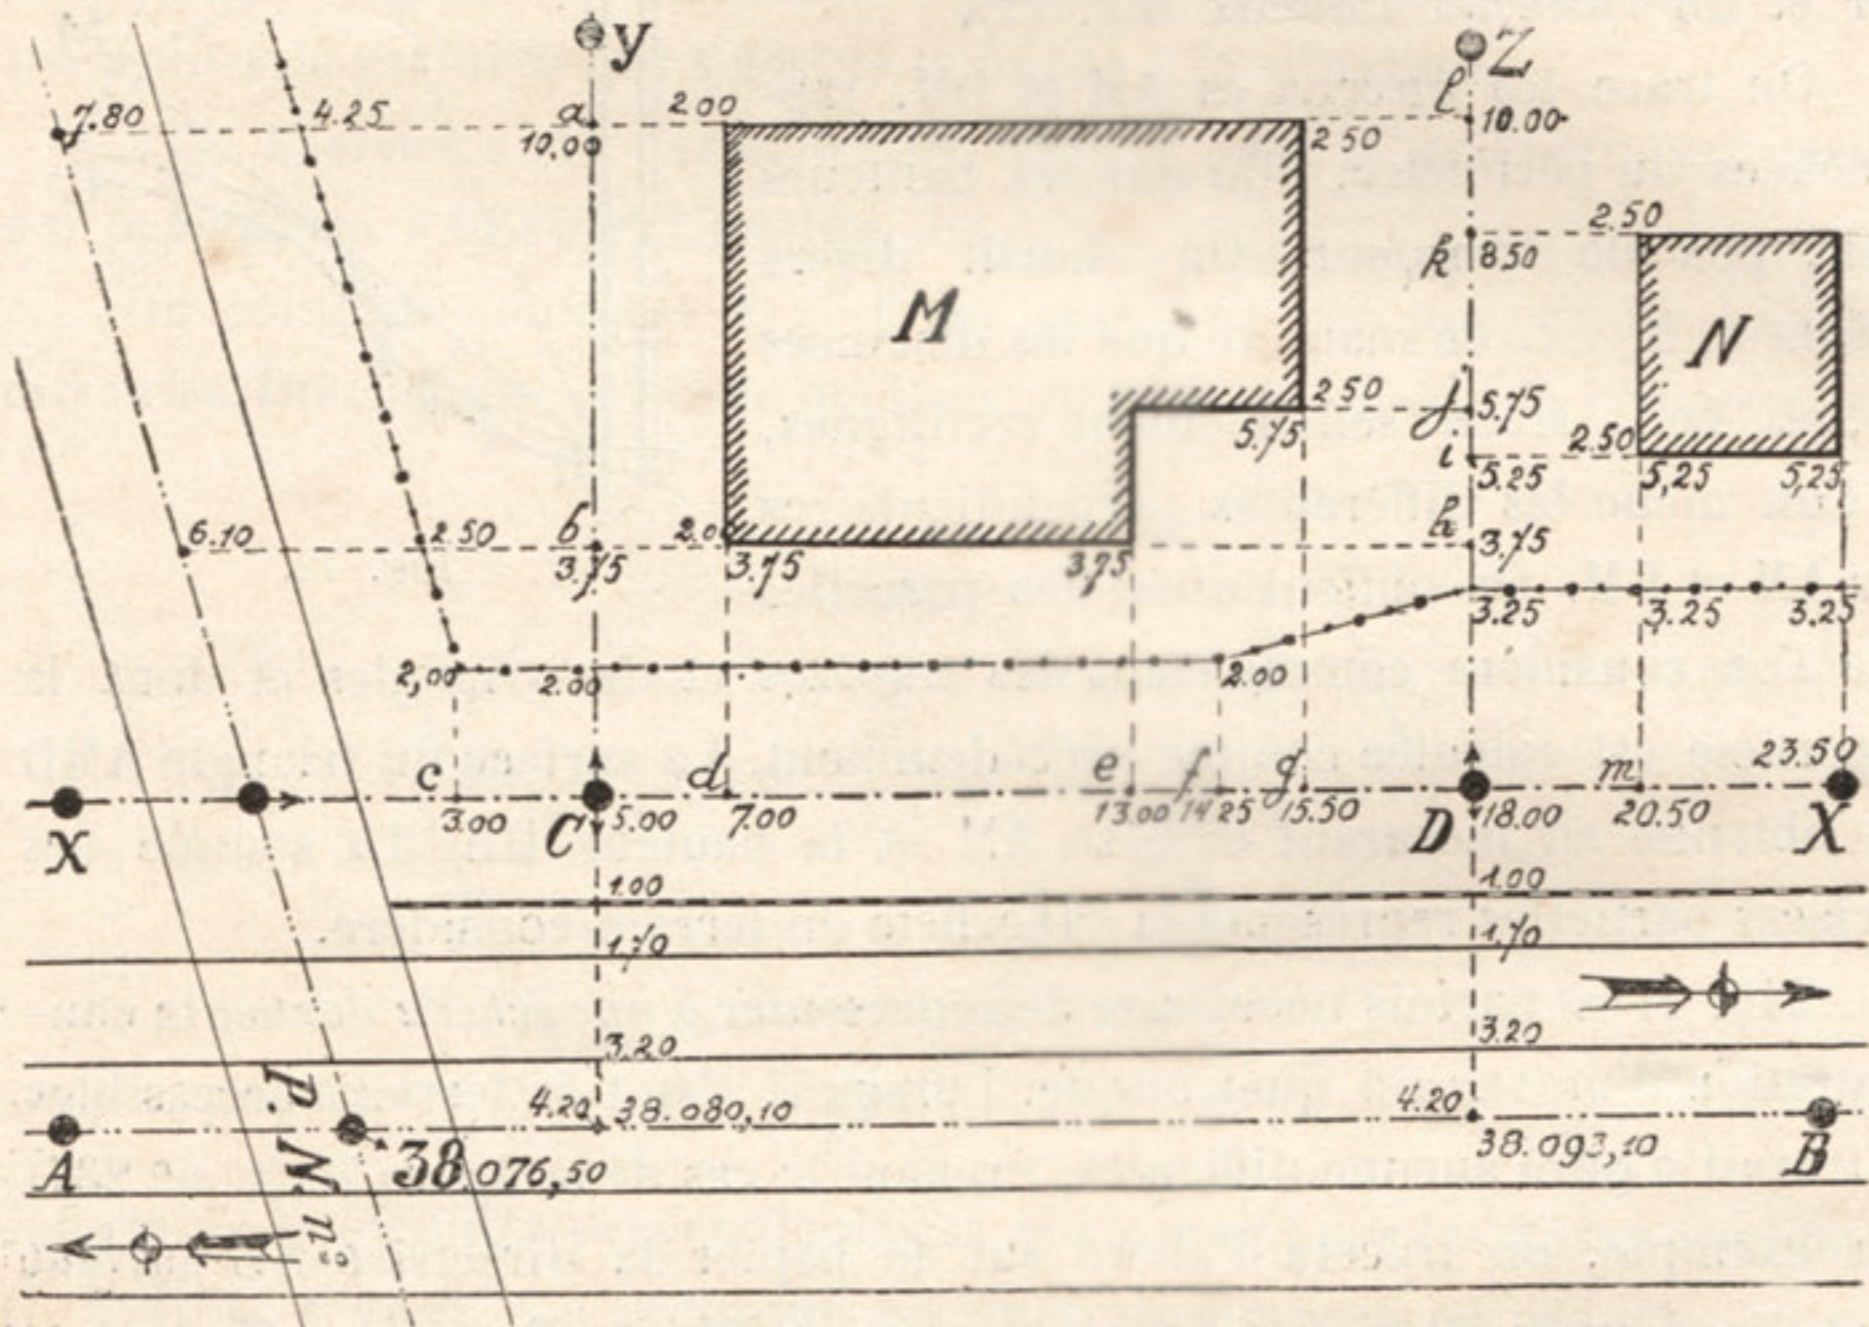 y Z
l
7.80 4.25 a 2.00 10.00
10,00 2 50
2.50
k 8 50
M N
2.50 j 5.75
5.75 i 2.50
5.25 5,25 5,25
6.10 2.50 b 2.00 h 3.75
3.75 3.75 3.75
3.25 3.25 3.25
2,00 2.00 2.00
c d e f g m 23.50
3.00 5.00 7.00 13.00 14 25 15.50 18.00 20.50
X C D X
1.00 1.00
1.70 1.70
3.20 3.20
4.20 38.080,10 4.20
38.093,10
A 38.076,50 B
P. N. n°